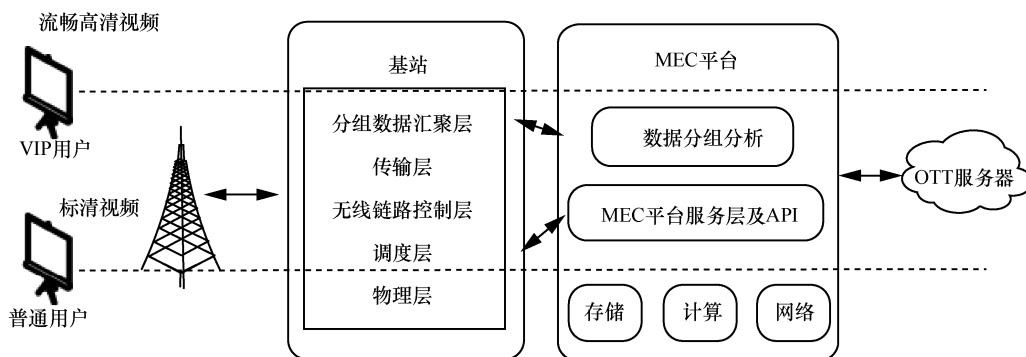 流畅高清视频
VIP用户
标清视频
普通用户
基站
分组数据汇聚层
传输层
无线链路控制层
调度层
物理层
MEC平台
数据分组分析
MEC平台服务层及API
存储
计算
网络
OTT服务器